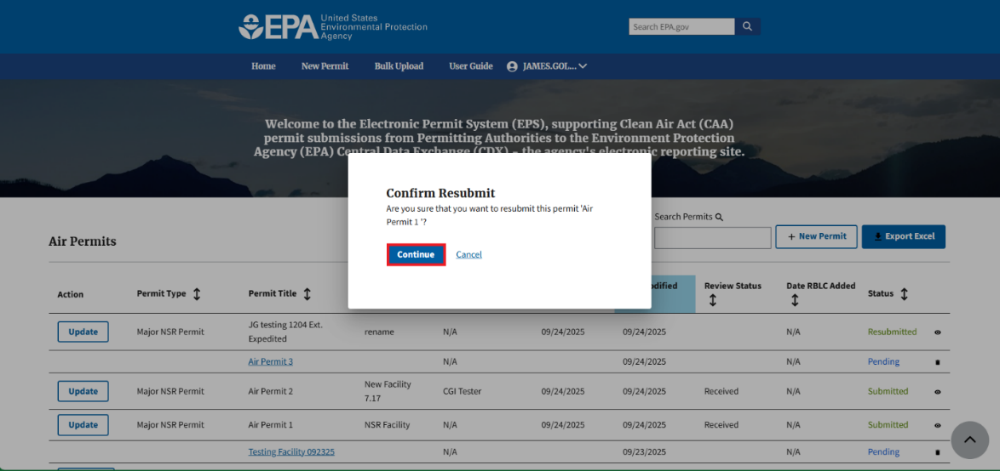 EPA
United States
Environmental Protection
Agency
Search EPA.gov
Home New Permit Bulk Upload User Guide JAMES.GOL...
Welcome to the Electronic Permit System (EPS), supporting Clean Air Act (CAA)
permit submissions from Permitting Authorities to the Environment Protection
Agency (EPA) Central Data Exchange (CDX) - the agency's electronic reporting site.
Confirm Resubmit
Are you sure that you want to resubmit this permit 'Air
Permit 1 '?
Continue Cancel
Air Permits
Search Permits
+ New Permit Export Excel
Action Permit Type Permit Title Review Status Date RBLC Added Status
Update Major NSR Permit JG testing 1204 Ext.
Expedited rename N/A 09/24/2025 09/24/2025 N/A Resubmitted
Air Permit 3 N/A 09/24/2025 N/A Pending
Update Major NSR Permit Air Permit 2 New Facility
7.17 CGI Tester 09/24/2025 09/24/2025 Received N/A Submitted
Update Major NSR Permit Air Permit 1 NSR Facility N/A 09/24/2025 09/24/2025 Received N/A Submitted
Testing Facility 092325 N/A 09/23/2025 N/A Pending